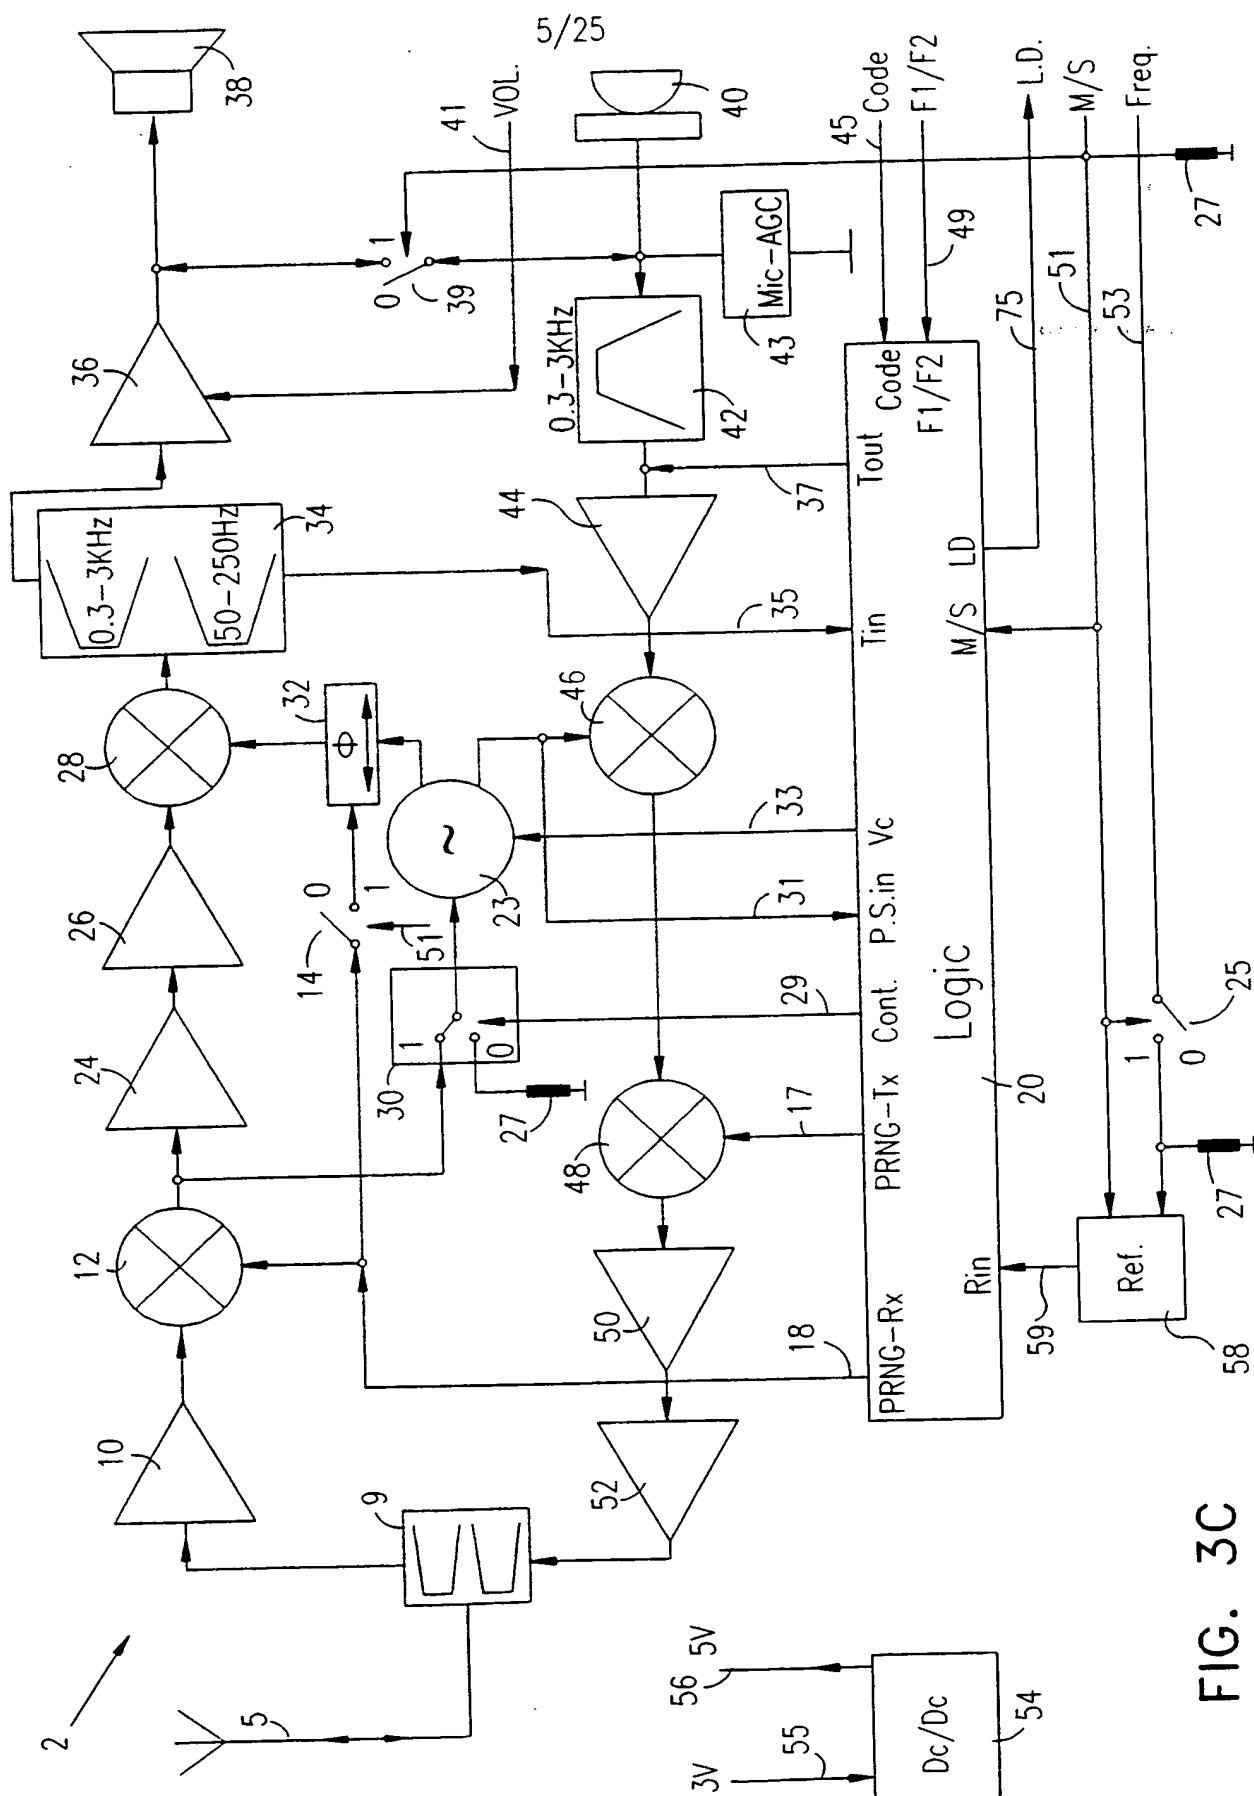 5/25
2
5
9
10
12
24
26
28
0.3-3KHz
150-250Hz
34
36
38
14
0
1
51
32
Φ
30
1
0
27
~
23
1
0
39
41
VOL.
40
0.3-3KHz
42
Mic-AGC
43
44
46
48
50
52
37
35
33
31
29
17
18
45
Code
F1/F2
49
PRNG-Rx
PRNG-Tx
Cont.
P.S.in
Vc
Tin
Tout
Code
F1/F2
Logic
20
Rin
M/S
LD
75
L.D.
51
M/S
53
Freq.
27
25
1
0
27
59
Ref.
58
3V
55
56
5V
Dc/Dc
54
FIG. 3C